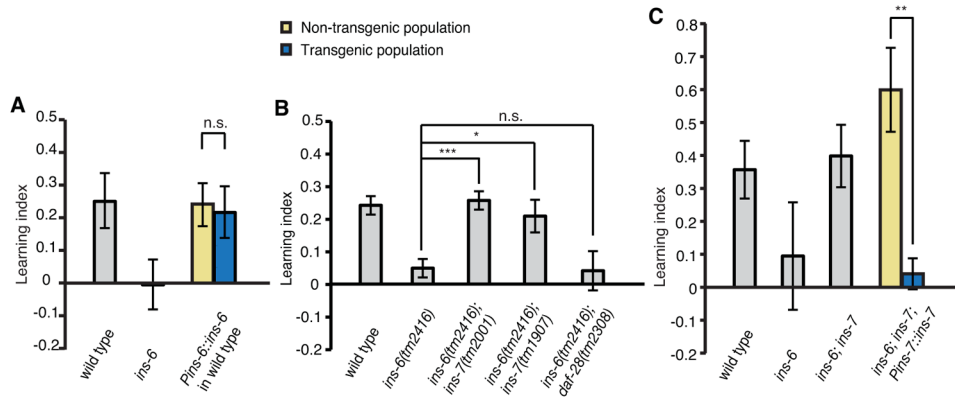 Non-transgenic population
Transgenic population
A
Learning index
0.5
0.4
0.3
0.2
0.1
0
-0.1
-0.2
n.s.
wild type
ins-6
Pins-6::ins-6
in wild type
B
Learning index
0.5
0.4
0.3
0.2
0.1
0
-0.1
-0.2
n.s.
*
***
wild type
ins-6(tm2416)
ins-6(tm2416);
ins-7(tm2001)
ins-6(tm2416);
ins-7(tm1907)
ins-6(tm2416);
daf-28(tm2308)
C
Learning index
0.8
0.7
0.6
0.5
0.4
0.3
0.2
0.1
0
-0.1
-0.2
**
wild type
ins-6
ins-6; ins-7
ins-6; ins-7;
Pins-7::ins-7